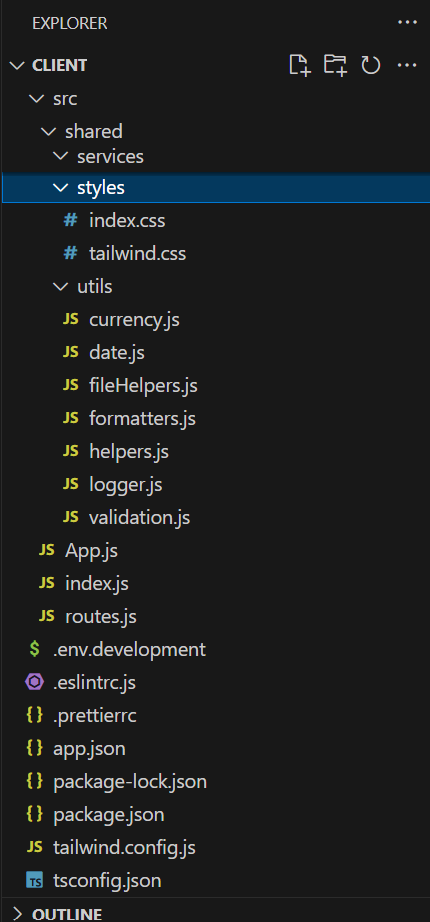 EXPLORER
CLIENT
src
shared
services
styles
# index.css
# tailwind.css
utils
JS currency.js
JS date.js
JS fileHelpers.js
JS formatters.js
JS helpers.js
JS logger.js
JS validation.js
JS App.js
JS index.js
JS routes.js
$ .env.development
.eslintrc.js
{} .prettierrc
{} app.json
{} package-lock.json
{} package.json
JS tailwind.config.js
TS tsconfig.json
OUTLINE